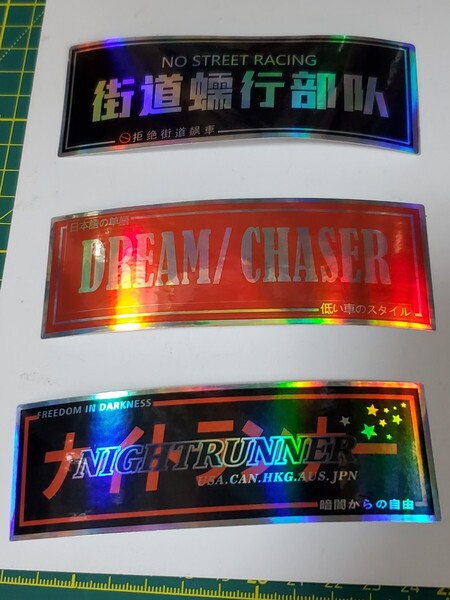 NO STREET RACING
街道蠕行部队
拒绝街道飙車
日本語の単語
DREAM/CHASER
低い車のスタイル
FREEDOM IN DARKNESS
ナイトランナー
NIGHTRUNNER
USA.CAN.HKG.AUS.JPN
暗闇からの自由